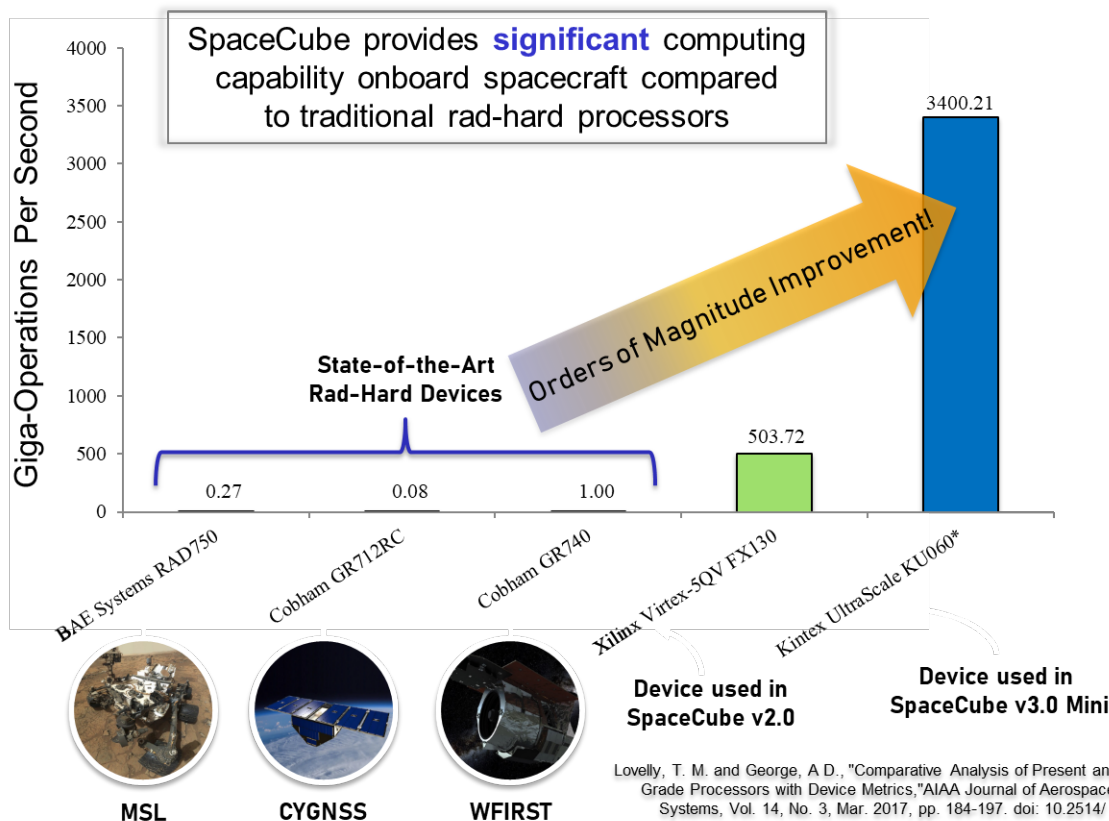 SpaceCube provides significant computing
capability onboard spacecraft compared
to traditional rad-hard processors
Giga-Operations Per Second
4000
3500
3000
2500
2000
1500
1000
500
0
State-of-the-Art
Rad-Hard Devices
Orders of Magnitude Improvement!
0.27
0.08
1.00
503.72
3400.21
BAE Systems RAD750
Cobham GR712RC
Cobham GR740
Xilinx Virtex-5QV FX130
Kintex UltraScale KU060*
MSL
CYGNSS
WFIRST
Device used in
SpaceCube v2.0
Device used in
SpaceCube v3.0 Mini
Lovelly, T. M. and George, A D., "Comparative Analysis of Present an
Grade Processors with Device Metrics,"AIAA Journal of Aerospac
Systems, Vol. 14, No. 3, Mar. 2017, pp. 184-197. doi: 10.2514/